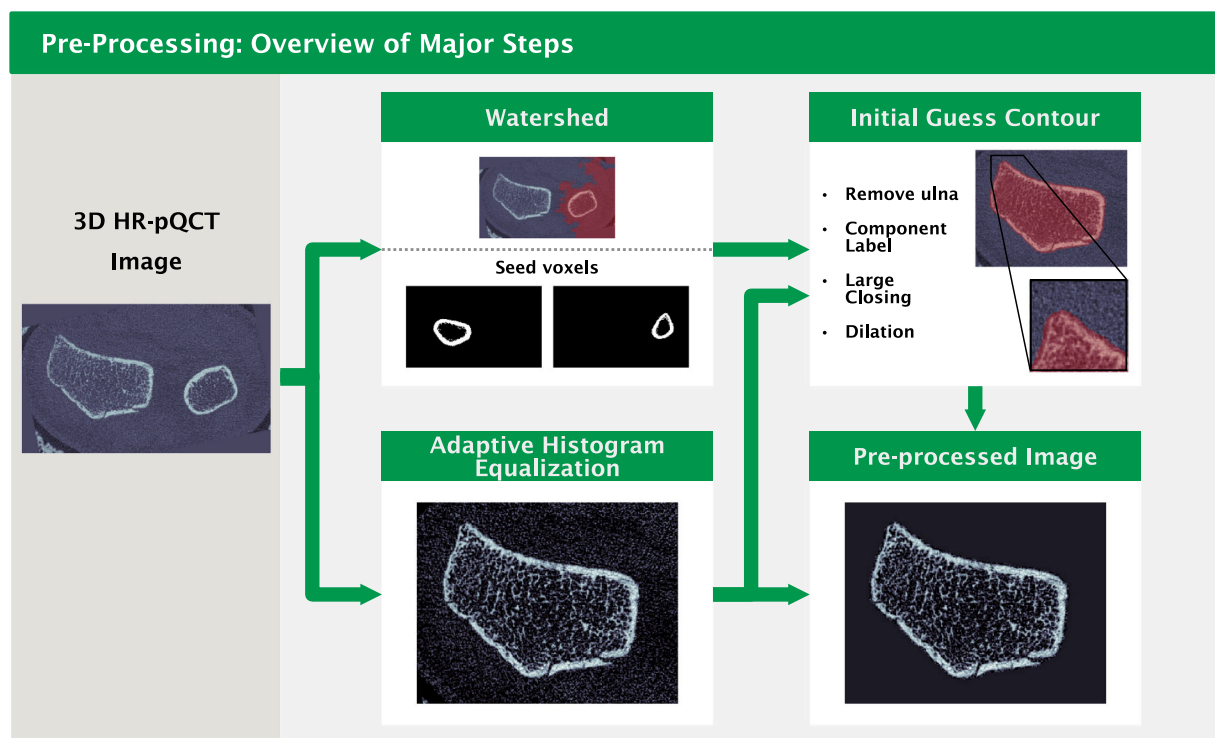 Pre-Processing: Overview of Major Steps
3D HR-pQCT
Image
Watershed
Seed voxels
Adaptive Histogram
Equalization
Initial Guess Contour
• Remove ulna
• Component
Label
• Large
Closing
• Dilation
Pre-processed Image